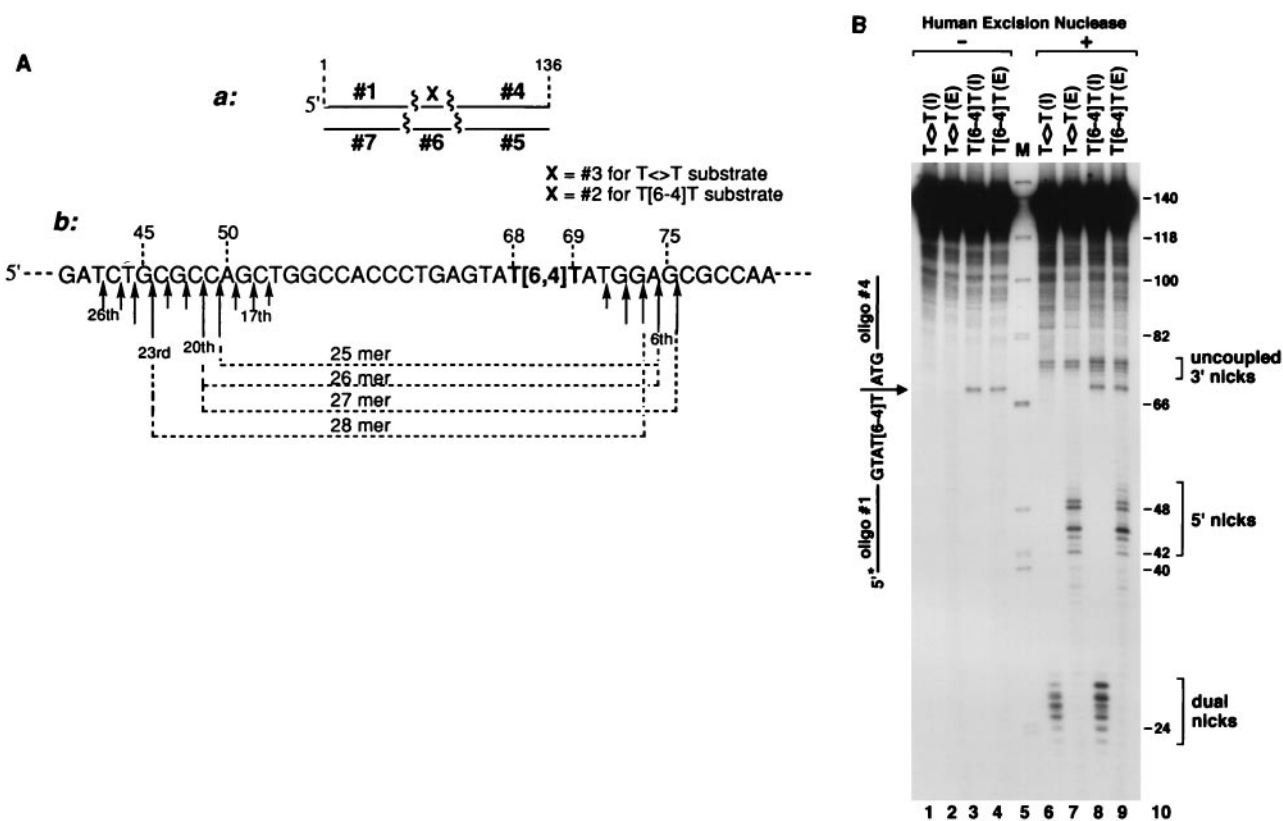 A
a:
1
136
#1
X
#4
5'
#7
#6
#5
X = #3 for T<>T substrate
X = #2 for T[6-4]T substrate
b:
45
50
68
69
75
5' GATCTGCGCCAGCTGGCCACCCTGAGTAT[6,4]TATGGAGCGCCAA
26th
17th
23rd
20th
6th
25 mer
26 mer
27 mer
28 mer
B
Human Excision Nuclease
– +
T<>T(I)
T<>T(E)
T[6-4]T(I)
T[6-4]T(E)
M
T<>T(I)
T<>T(E)
T[6-4]T(I)
T[6-4]T(E)
5'* oligo #1 GTAT[6-4]T ATG oligo #4
-140
-118
-100
-82
-66
-48
-42
-40
-24
uncoupled
3' nicks
5' nicks
dual
nicks
1 2 3 4 5 6 7 8 9 10